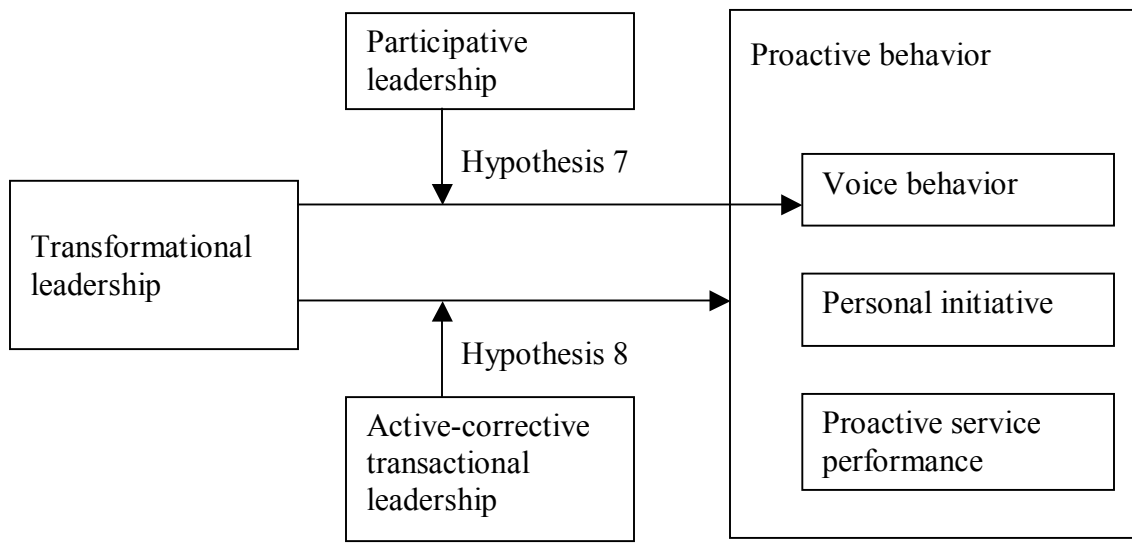 Participative
leadership
Proactive behavior
Hypothesis 7
Voice behavior
Transformational
leadership
Personal initiative
Hypothesis 8
Active-corrective
transactional
leadership
Proactive service
performance